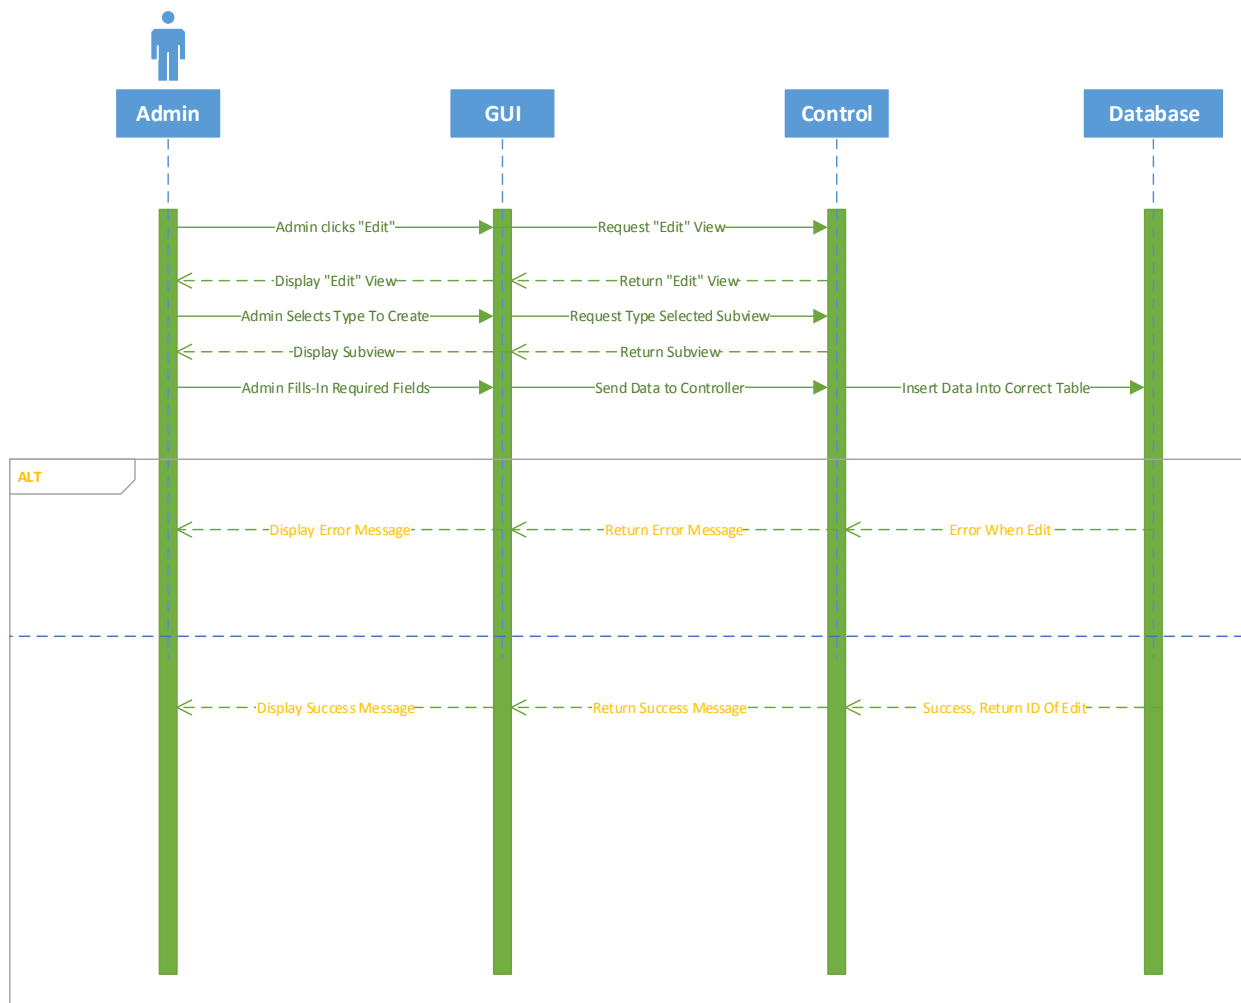 Admin
GUI
Control
Database
Admin clicks "Edit"
Request "Edit" View
Display "Edit" View
Return "Edit" View
Admin Selects Type To Create
Request Type Selected Subview
Display Subview
Return Subview
Admin Fills-In Required Fields
Send Data to Controller
Insert Data Into Correct Table
ALT
Display Error Message
Return Error Message
Error When Edit
Display Success Message
Return Success Message
Success, Return ID Of Edit